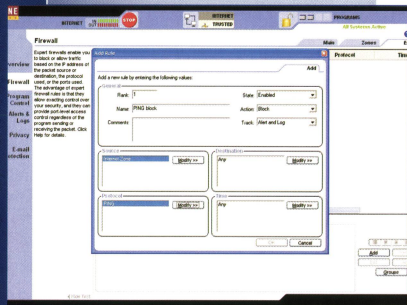 NE
INTERNET
STOP
INTERNET
TRUSTED
PROGRAMS
All Systems Active
Firewall
Main
Zones
Protocol
Overview
Firewall
Program
Control
Alerts &
Logs
Privacy
E-mail
Expert firewalls enable you
to block or allow traffic
based on the IP address of
the packet source or
destination, the protocol
used, or the ports used.
The advantage of expert
firewall rules is that they
allow exacting control over
your security, and they can
provide port-level access
control regardless of the
program sending or
receiving the packet. Click
Help for details.
Add Rule
Add
Add a new rule by entering the following values:
General
Rank 1
State Enabled
Name PING block
Action Block
Comments
Track Alert and Log
Source
Internet Zone
Modify >>
Destination
Any
Modify >>
Protocol
Modify >>
Time
Any
Modify >>
OK
Cancel
Add
Groups